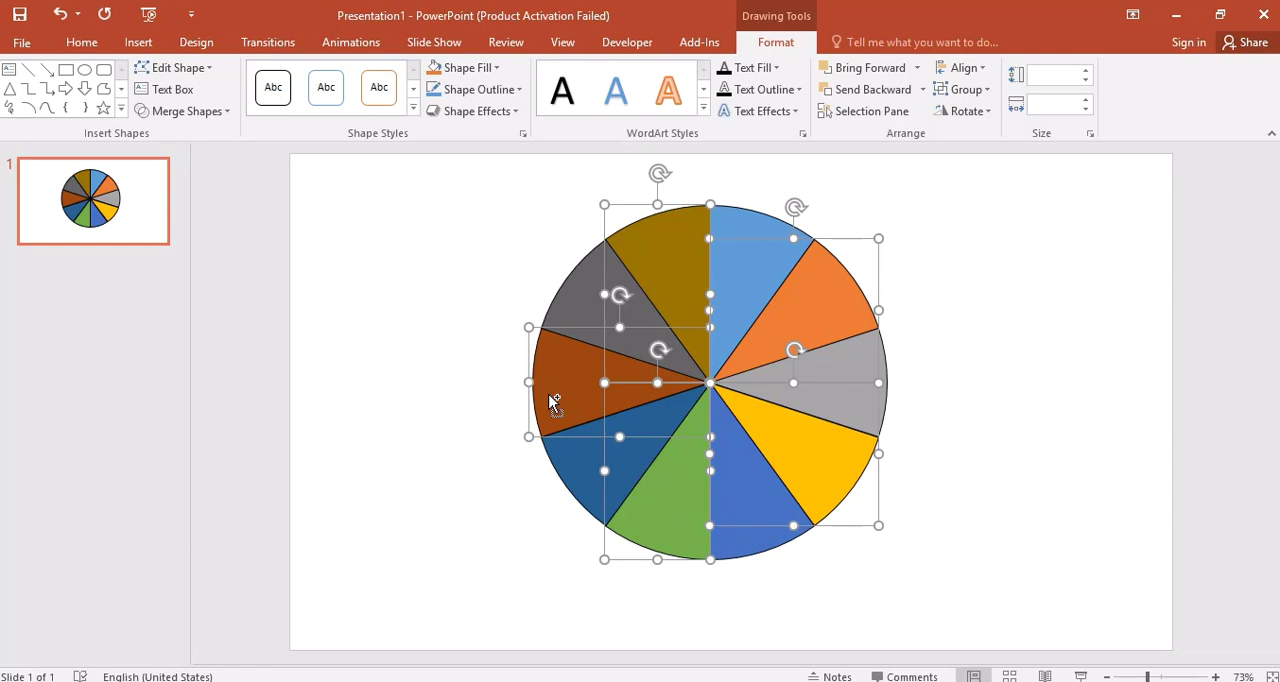 Presentation1 - PowerPoint (Product Activation Failed)
Drawing Tools
File Home Insert Design Transitions Animations Slide Show Review View Developer Add-Ins Format Tell me what you want to do... Sign in Share
Edit Shape
Text Box
Merge Shapes
Insert Shapes
Abc Abc Abc
Shape Fill
Shape Outline
Shape Effects
Shape Styles
A A A
Text Fill
Text Outline
Text Effects
WordArt Styles
Bring Forward
Send Backward
Selection Pane
Align
Group
Rotate
Arrange
Size
1
Slide 1 of 1 English (United States) Notes Comments 73%